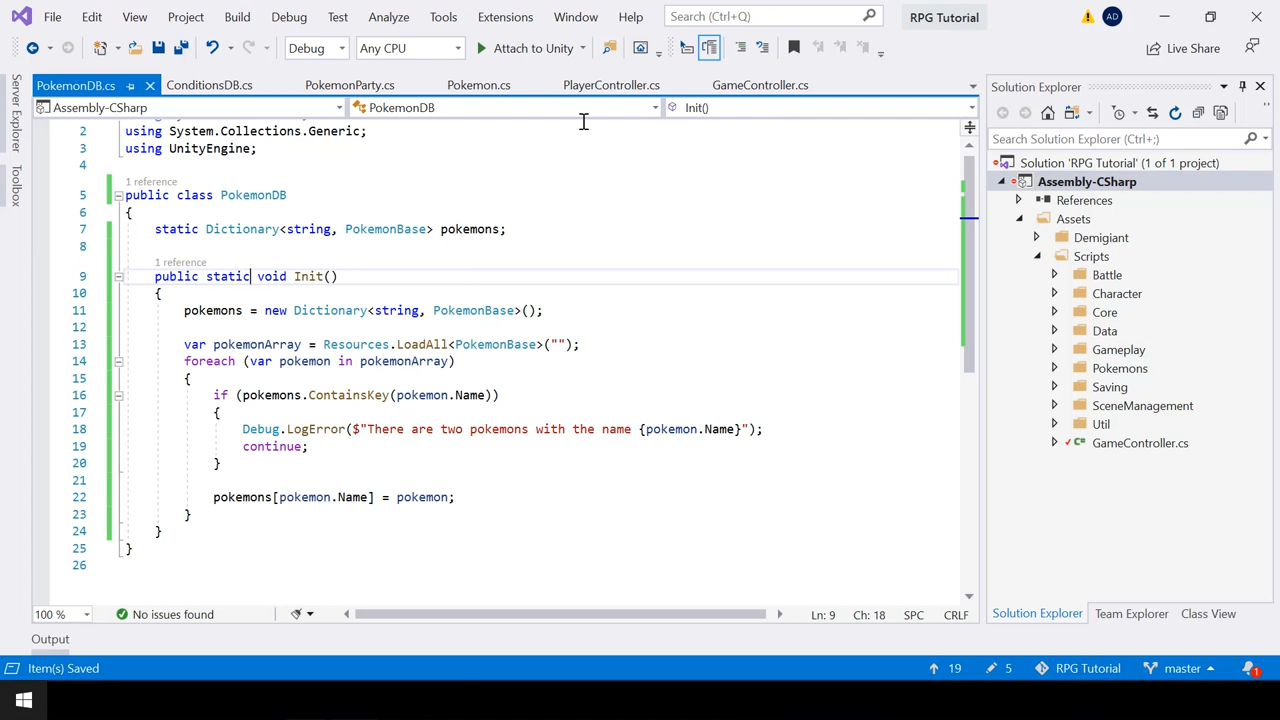 File Edit View Project Build Debug Test Analyze Tools Extensions Window Help Search (Ctrl+Q) RPG Tutorial AD
Debug Any CPU Attach to Unity Live Share
PokemonDB.cs ConditionsDB.cs PokemonParty.cs Pokemon.cs PlayerController.cs GameController.cs
Assembly-CSharp PokemonDB Init()
2 using System.Collections.Generic;
3 using UnityEngine;
4
1 reference
5 public class PokemonDB
6 {
7 static Dictionary<string, PokemonBase> pokemons;
8
1 reference
9 public static void Init()
10 {
11 pokemons = new Dictionary<string, PokemonBase>();
12
13 var pokemonArray = Resources.LoadAll<PokemonBase>("");
14 foreach (var pokemon in pokemonArray)
15 {
16 if (pokemons.ContainsKey(pokemon.Name))
17 {
18 Debug.LogError($"There are two pokemons with the name {pokemon.Name}");
19 continue;
20 }
21
22 pokemons[pokemon.Name] = pokemon;
23 }
24 }
25 }
26
100 % No issues found Ln: 9 Ch: 18 SPC CRLF
Server Explorer
Toolbox
Solution Explorer
Search Solution Explorer (Ctrl+;)
Solution 'RPG Tutorial' (1 of 1 project)
Assembly-CSharp
References
Assets
Demigiant
Scripts
Battle
Character
Core
Data
Gameplay
Pokemons
Saving
SceneManagement
Util
C# GameController.cs
Solution Explorer Team Explorer Class View
Output
Item(s) Saved 19 5 RPG Tutorial master 1